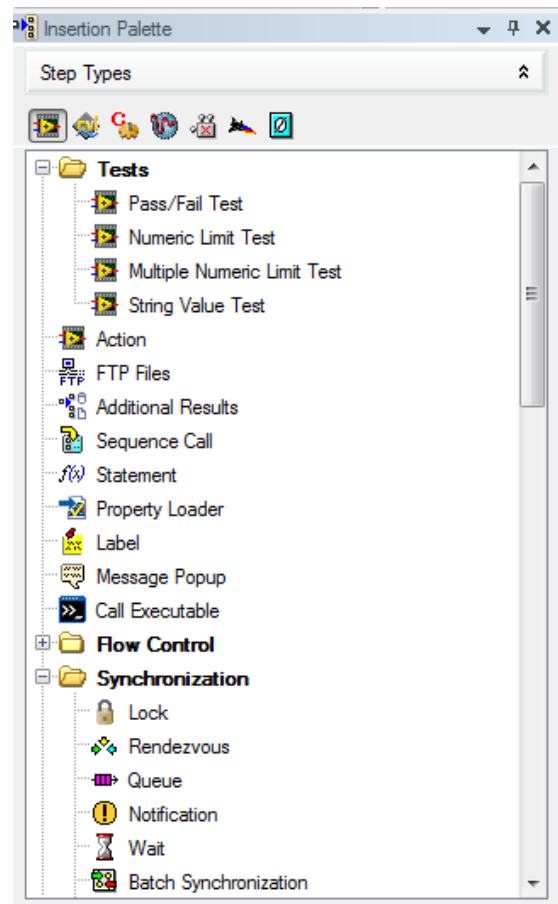 Insertion Palette
Step Types
Tests
Pass/Fail Test
Numeric Limit Test
Multiple Numeric Limit Test
String Value Test
Action
FTP
FTP Files
Additional Results
Sequence Call
f(x) Statement
Property Loader
Label
Message Popup
Call Executable
Flow Control
Synchronization
Lock
Rendezvous
Queue
Notification
Wait
Batch Synchronization